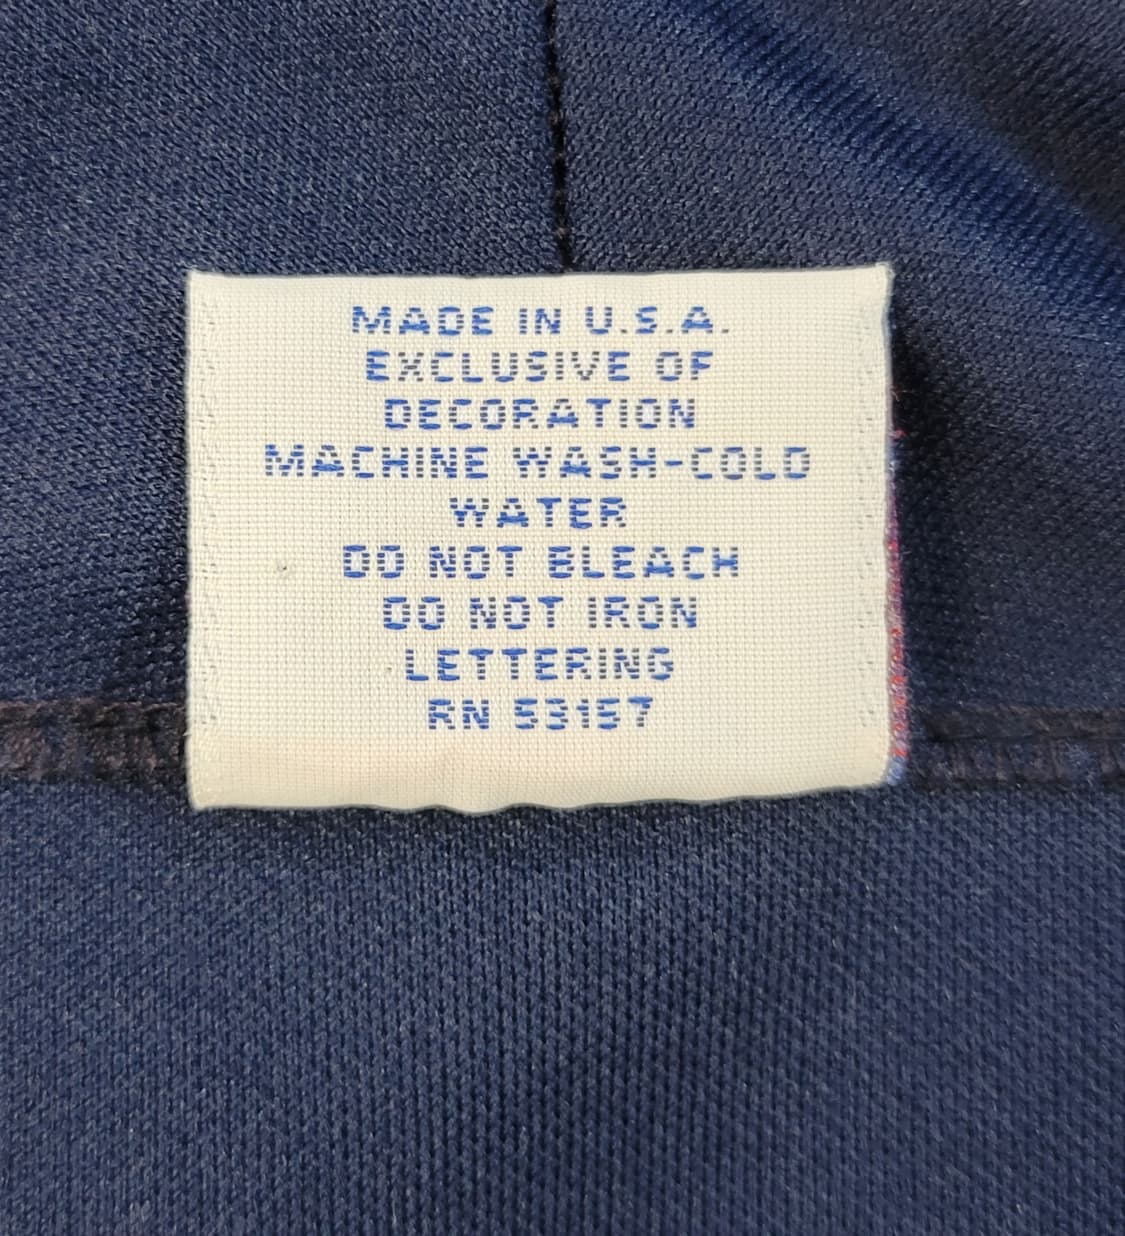 MADE IN U.S.A.
EXCLUSIVE OF
DECORATION
MACHINE WASH-COLD
WATER
DO NOT BLEACH
DO NOT IRON
LETTERING
RN 53157